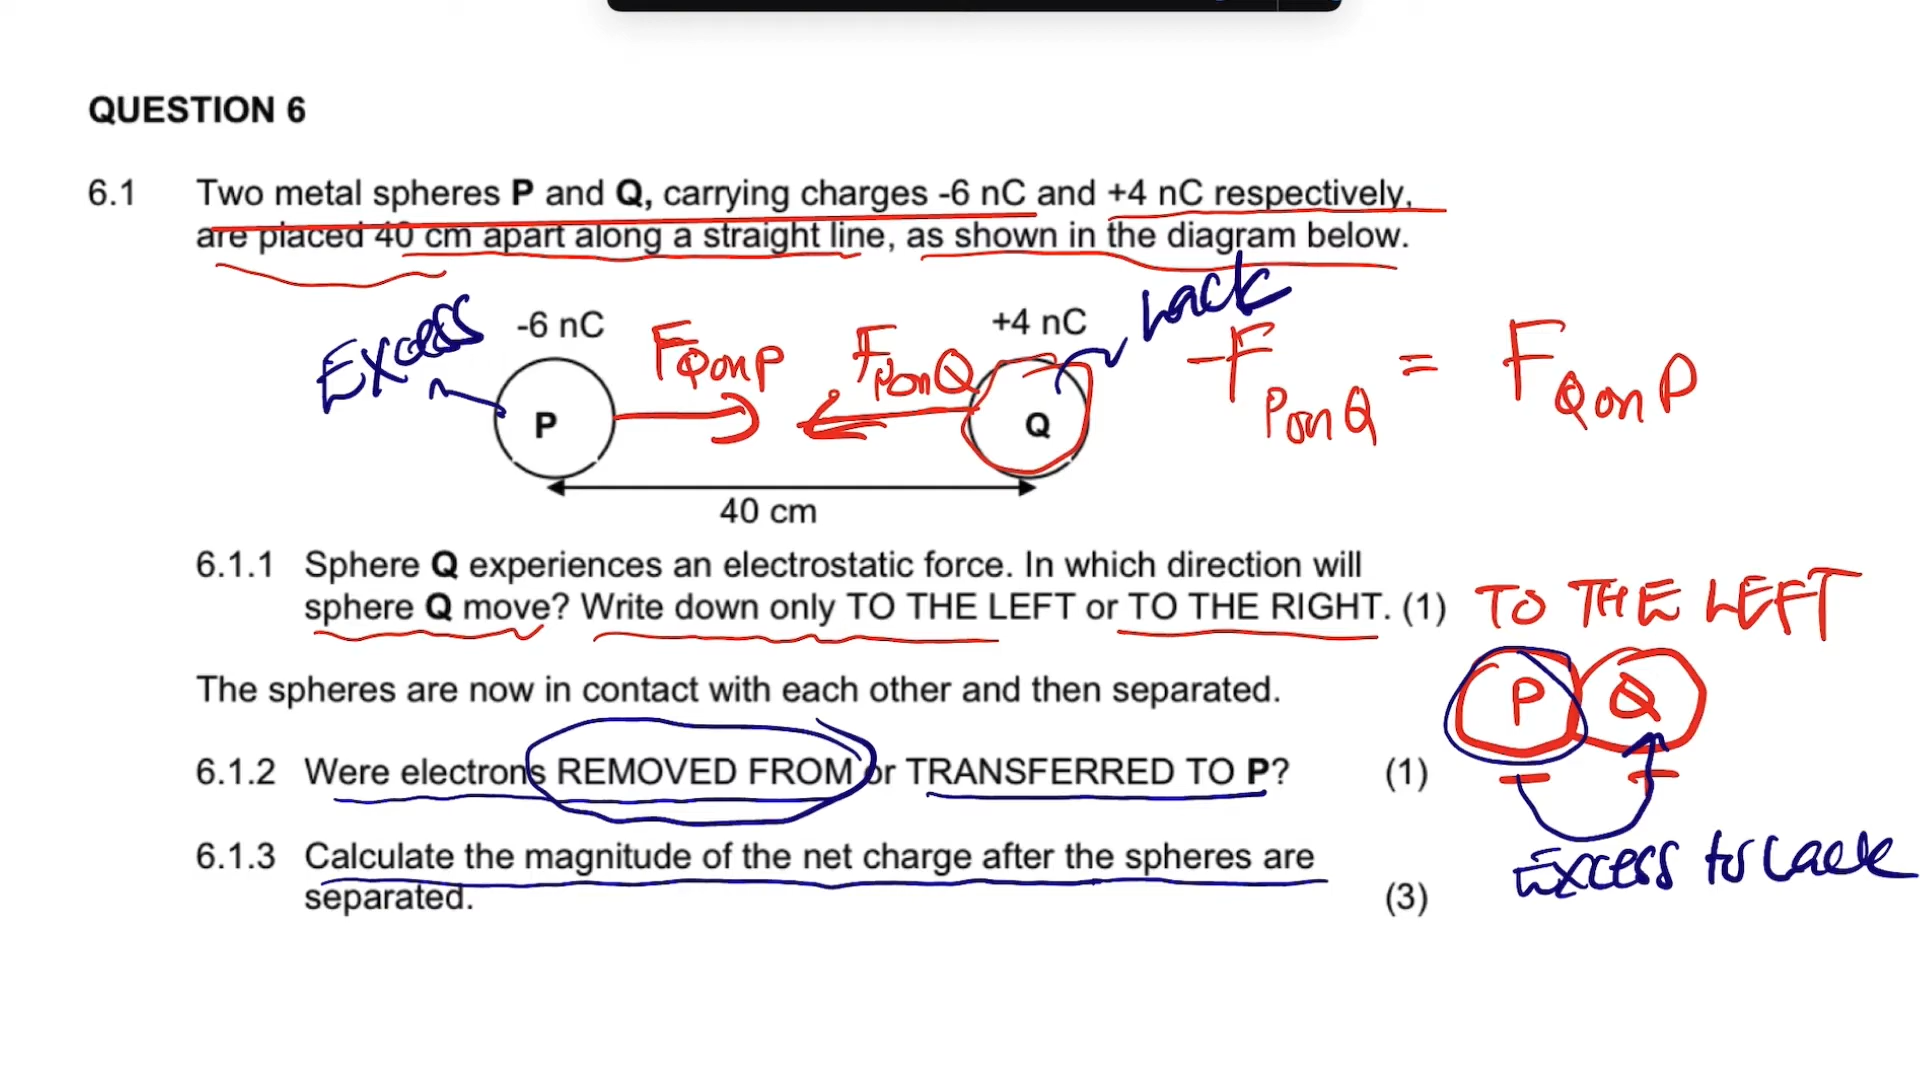 QUESTION 6
6.1 Two metal spheres P and Q, carrying charges -6 nC and +4 nC respectively,
are placed 40 cm apart along a straight line, as shown in the diagram below.
Excess -6 nC +4 nC Lack
F Q on P F P on Q -F P on Q = F Q on P
P Q
40 cm
6.1.1 Sphere Q experiences an electrostatic force. In which direction will
sphere Q move? Write down only TO THE LEFT or TO THE RIGHT. (1) TO THE LEFT
The spheres are now in contact with each other and then separated. P Q
6.1.2 Were electrons REMOVED FROM or TRANSFERRED TO P? (1) - +
6.1.3 Calculate the magnitude of the net charge after the spheres are Excess to Lack
separated. (3)